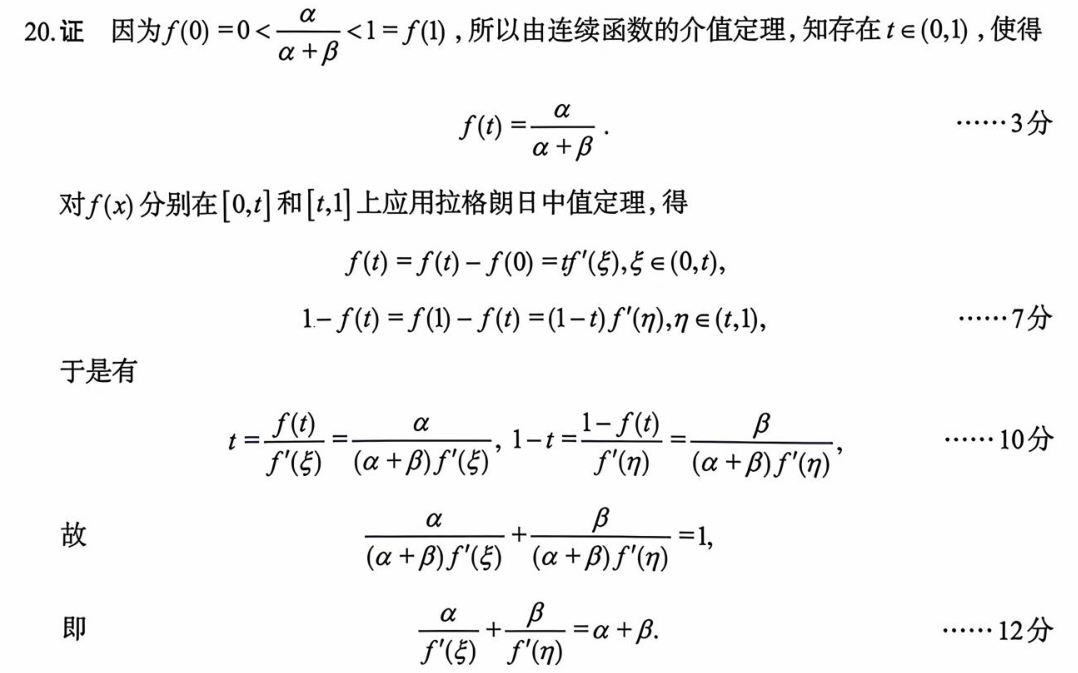 20.证 因为f(0)=0<α/(α+β)<1=f(1),所以由连续函数的介值定理,知存在t∈(0,1),使得
f(t)=α/(α+β). ……3分
对f(x)分别在[0,t]和[t,1]上应用拉格朗日中值定理,得
f(t)=f(t)-f(0)=tf′(ξ),ξ∈(0,t),
1-f(t)=f(1)-f(t)=(1-t)f′(η),η∈(t,1), ……7分
于是有
t=f(t)/f′(ξ)=α/((α+β)f′(ξ)), 1-t=(1-f(t))/f′(η)=β/((α+β)f′(η)), ……10分
故 α/((α+β)f′(ξ))+β/((α+β)f′(η))=1,
即 α/f′(ξ)+β/f′(η)=α+β. ……12分